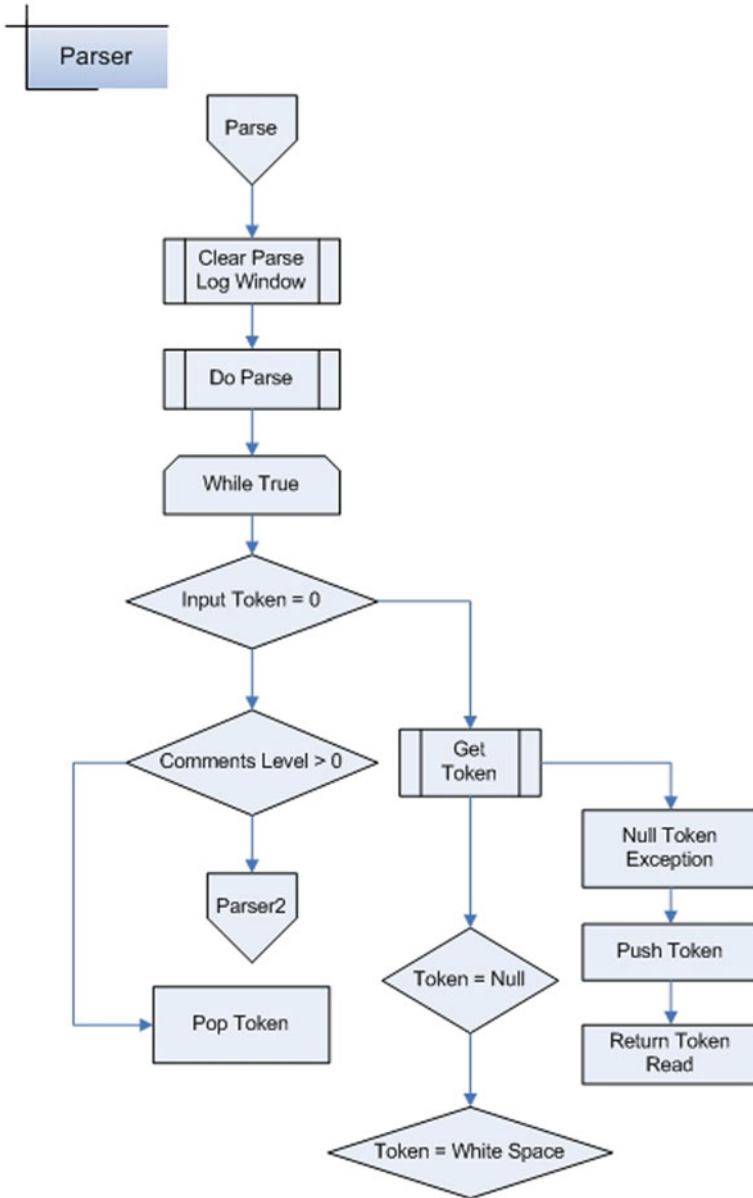 Parser
Parse
Clear Parse
Log Window
Do Parse
While True
Input Token = 0
Comments Level > 0
Get
Token
Null Token
Exception
Parser2
Push Token
Token = Null
Pop Token
Return Token
Read
Token = White Space